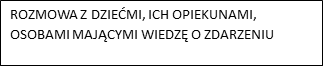 ROZMOWA Z DZIEĆMI, ICH OPIEKUNAMI,
OSOBAMI MAJĄCYMI WIEDZĘ O ZDARZENIU